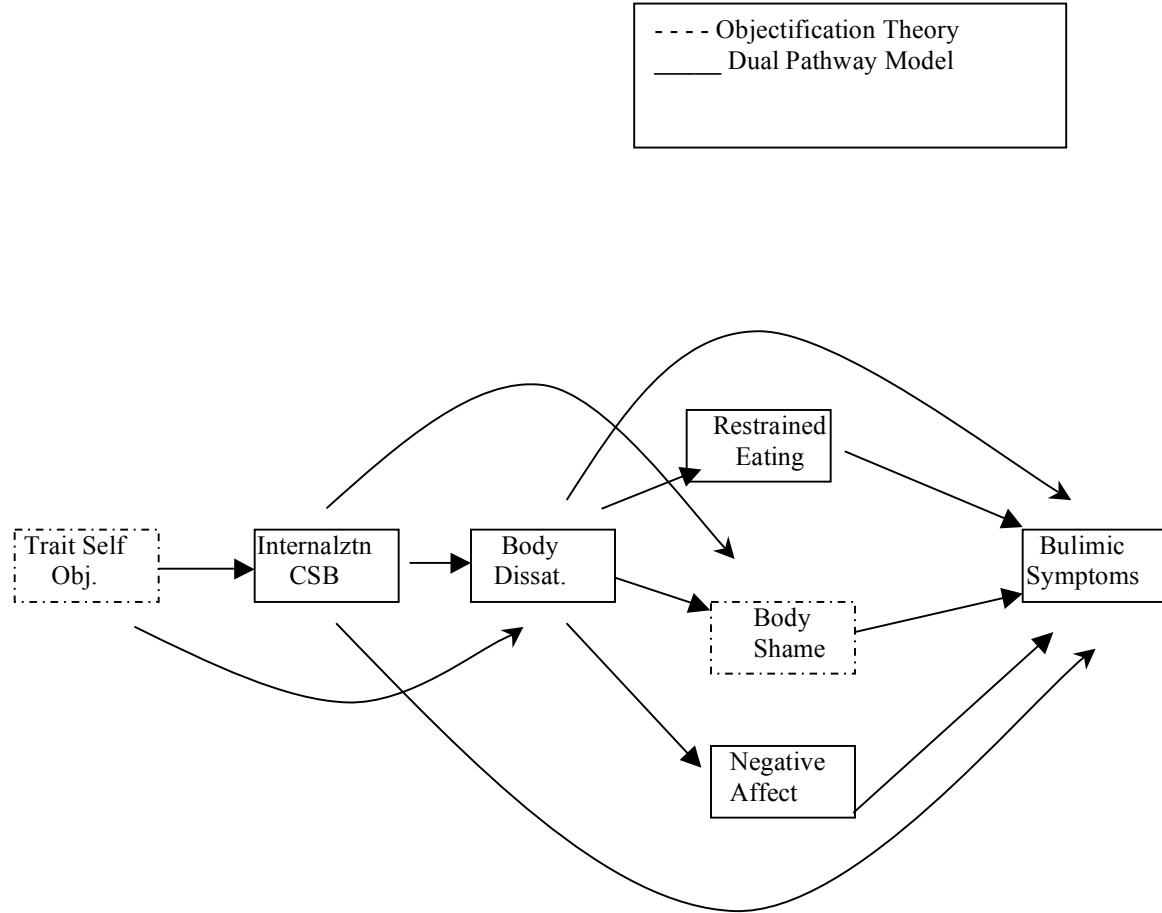 - - - - Objectification Theory
_____ Dual Pathway Model
Restrained
Eating
Trait Self
Obj.
Internalztn
CSB
Body
Dissat.
Bulimic
Symptoms
Body
Shame
Negative
Affect